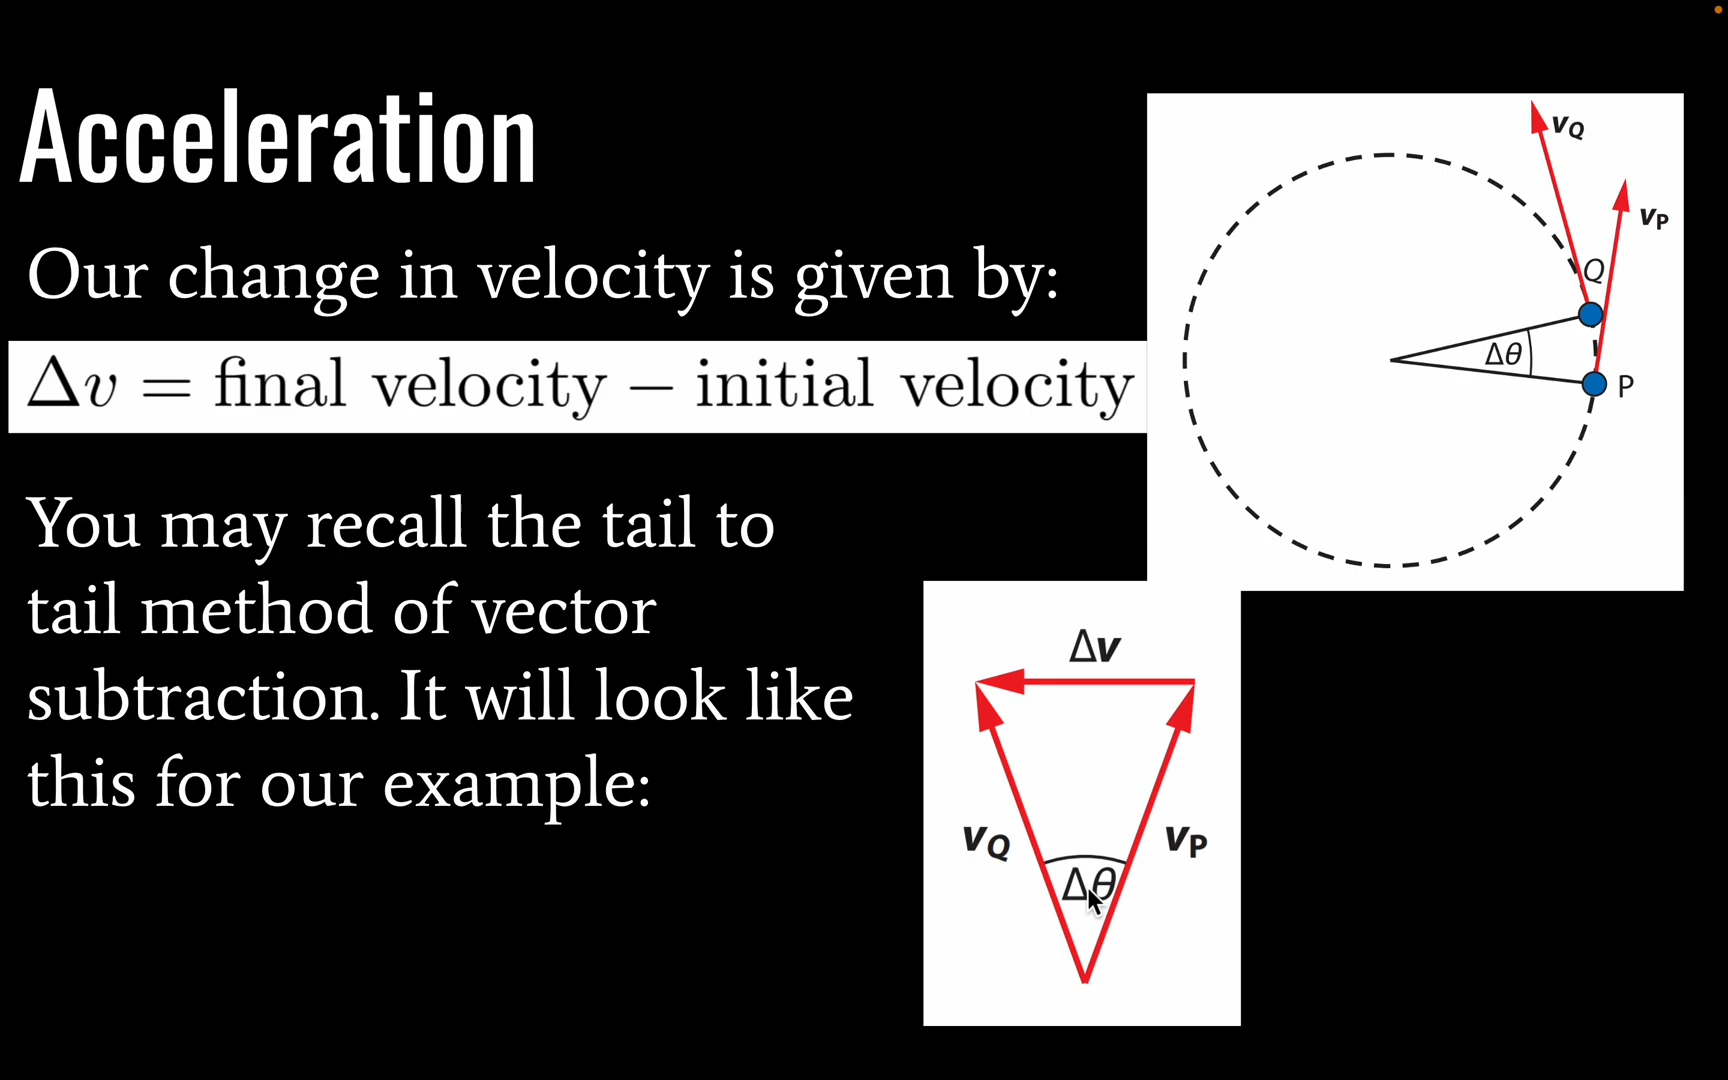 Acceleration
Our change in velocity is given by:
Δv = final velocity − initial velocity
You may recall the tail to
tail method of vector
subtraction. It will look like
this for our example:
vQ
vP
Q
Δθ
P
Δv
vQ
vP
Δθ